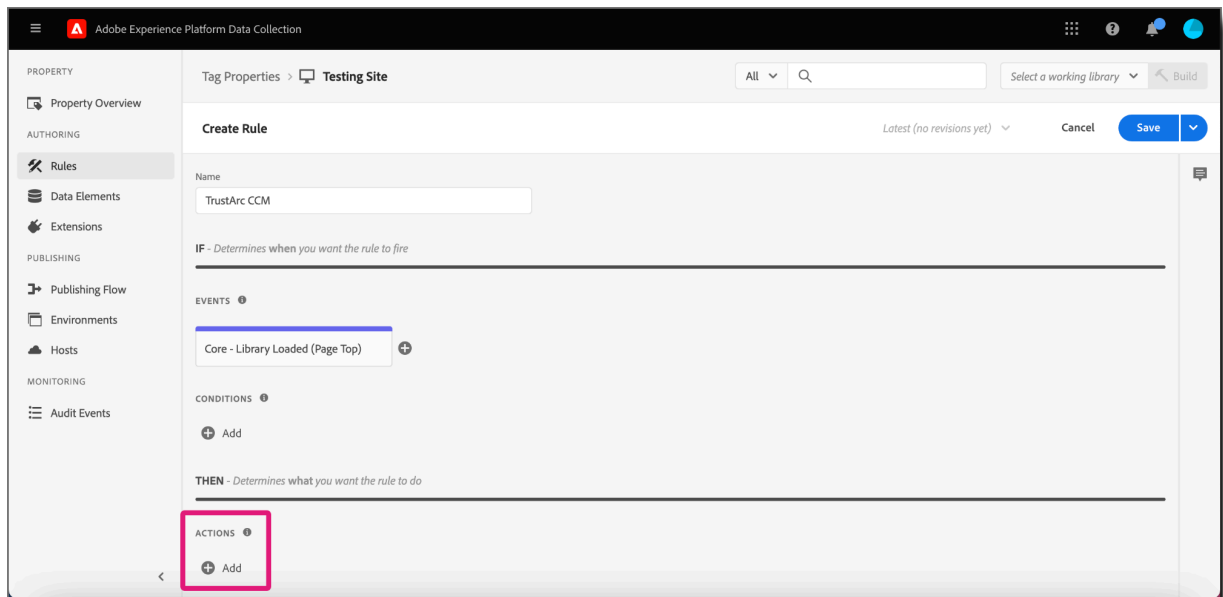 Adobe Experience Platform Data Collection
PROPERTY
Property Overview
AUTHORING
Rules
Data Elements
Extensions
PUBLISHING
Publishing Flow
Environments
Hosts
MONITORING
Audit Events
Tag Properties > Testing Site
All
Select a working library
Build
Create Rule
Latest (no revisions yet)
Cancel
Save
Name
TrustArc CCM
IF - Determines when you want the rule to fire
EVENTS
Core - Library Loaded (Page Top)
CONDITIONS
Add
THEN - Determines what you want the rule to do
ACTIONS
Add